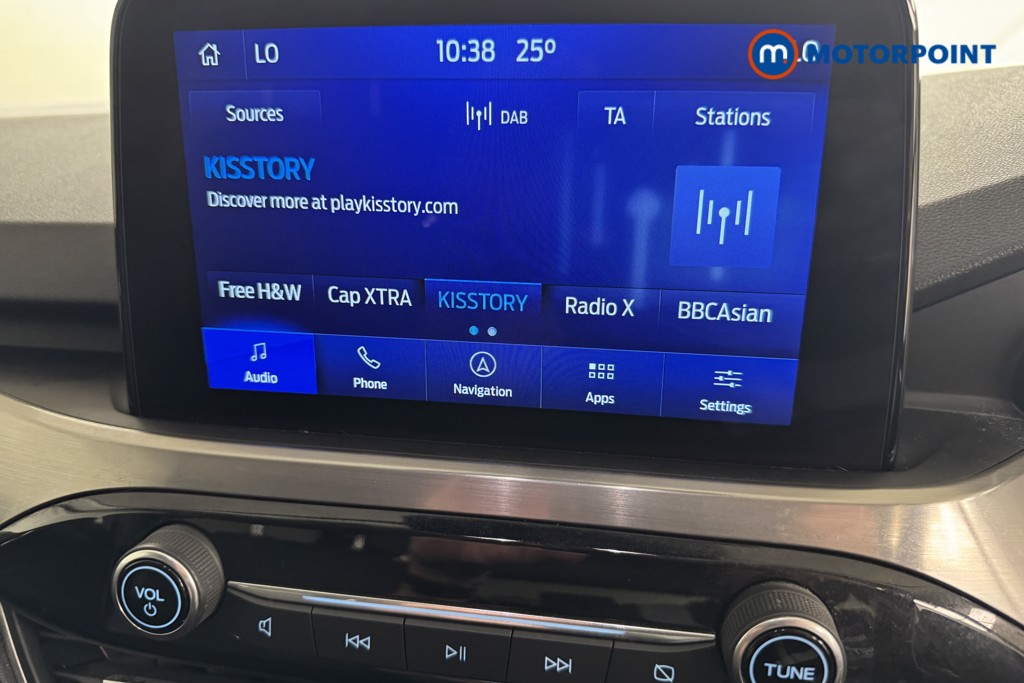 LO 10:38 25° LO
m MOTORPOINT
Sources DAB TA Stations
KISSTORY
Discover more at playkisstory.com
Free H&W Cap XTRA KISSTORY Radio X BBCAsian
Audio Phone Navigation Apps Settings
VOL
TUNE